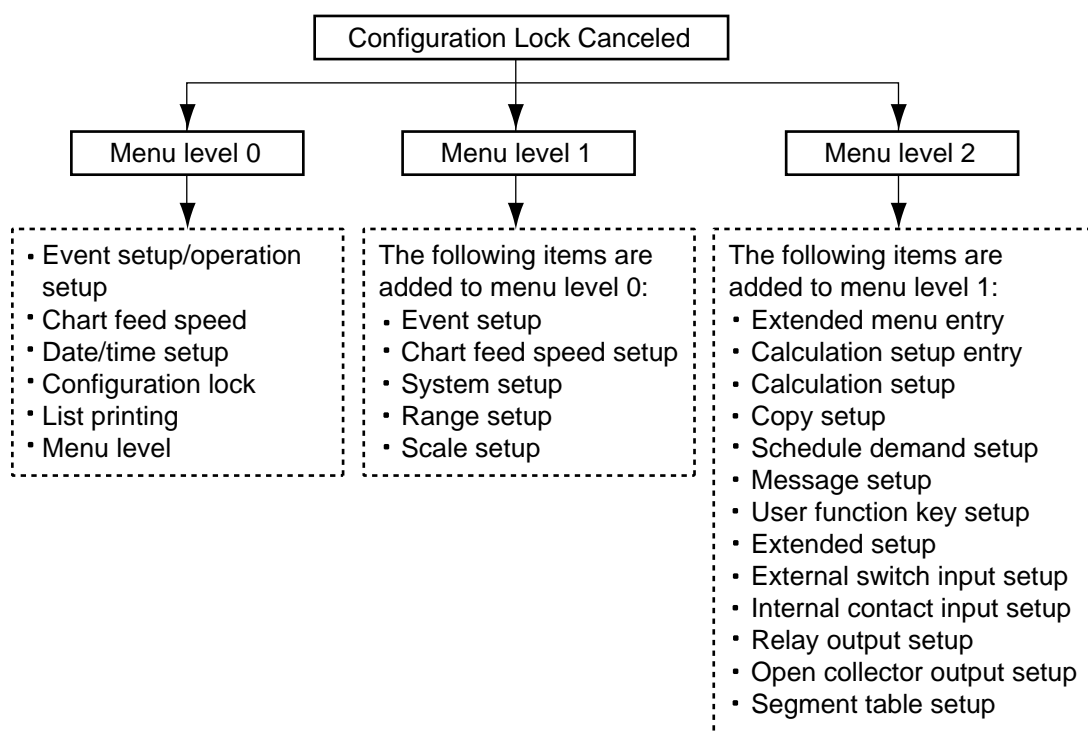 Configuration Lock Canceled
Menu level 0
Menu level 1
Menu level 2
・Event setup/operation
setup
・Chart feed speed
・Date/time setup
・Configuration lock
・List printing
・Menu level
The following items are
added to menu level 0:
・Event setup
・Chart feed speed setup
・System setup
・Range setup
・Scale setup
The following items are
added to menu level 1:
・Extended menu entry
・Calculation setup entry
・Calculation setup
・Copy setup
・Schedule demand setup
・Message setup
・User function key setup
・Extended setup
・External switch input setup
・Internal contact input setup
・Relay output setup
・Open collector output setup
・Segment table setup